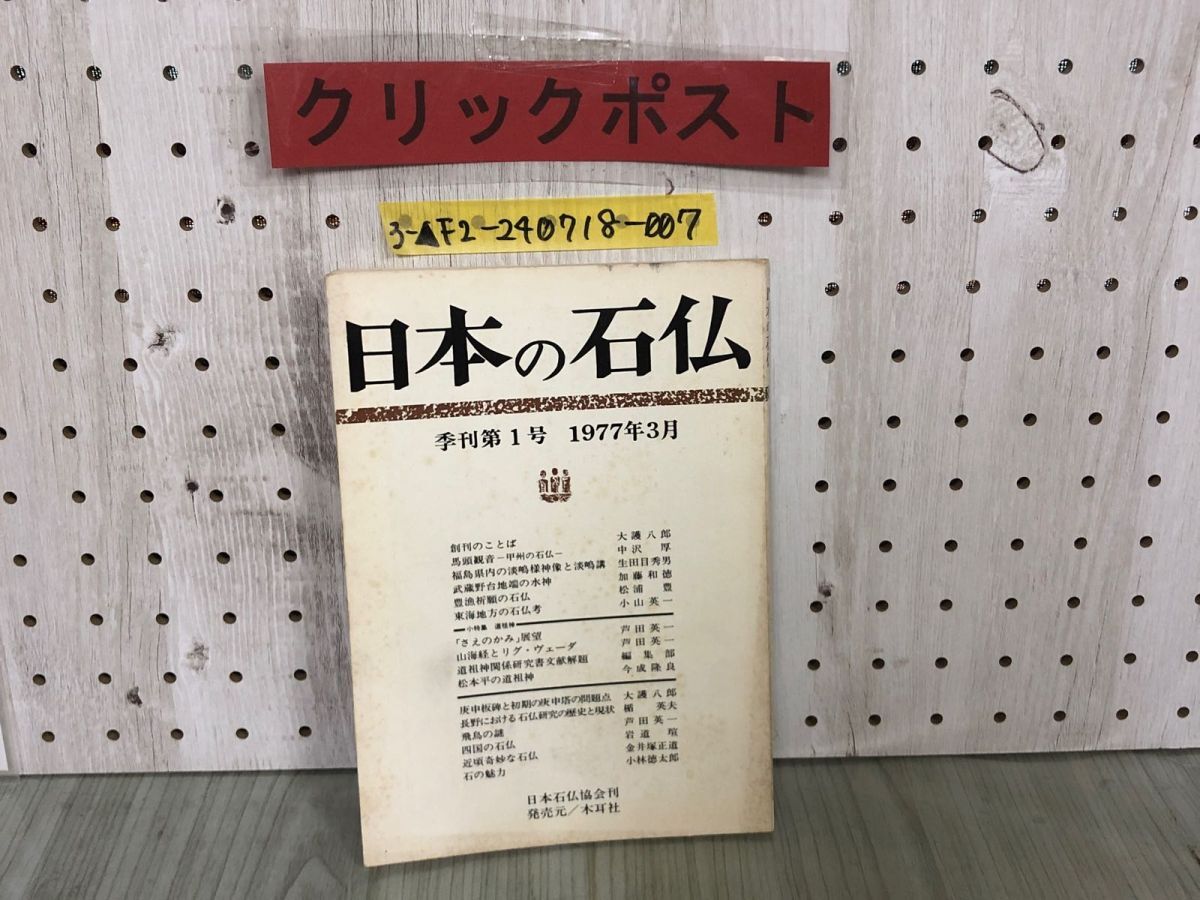 クリックポスト
3-▲F2-240718-007
日本の石仏
季刊第1号 1977年3月
創刊のことば 大護八郎
馬頭観音－甲州の石仏－ 中沢 厚
福島県内の淡嶋様神像と淡嶋講 生田目秀男
武蔵野台地端の水神 加藤和徳
豊漁祈願の石仏 松浦 豊
東海地方の石仏考 小山英一
小特集 道祖神
「さえのかみ」展望 芦田英一
山海経とリグ・ヴェーダ 芦田英一
道祖神関係研究書文献解題 編集部
松本平の道祖神 今成隆良
庚申板碑と初期の庚申塔の問題点 大護八郎
長野における石仏研究の歴史と現状 楯 英夫
飛鳥の謎 芦田英一
四国の石仏 岩道 瑄
近頃奇妙な石仏 金井塚正道
石の魅力 小林徳太郎
日本石仏協会刊
発売元／木耳社